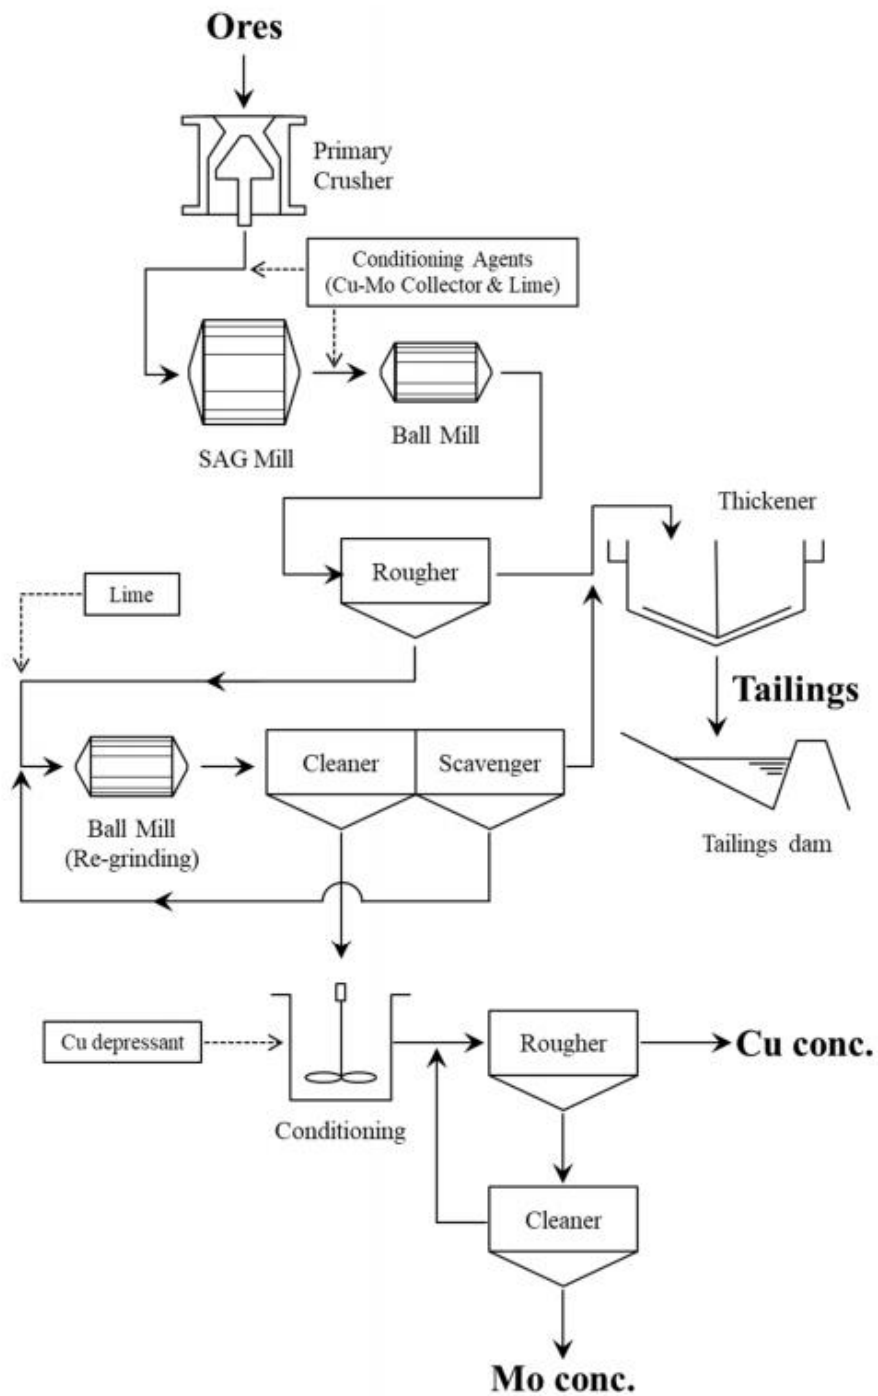 Ores
Primary
Crusher
Conditioning Agents
(Cu-Mo Collector & Lime)
SAG Mill
Ball Mill
Thickener
Rougher
Lime
Tailings
Cleaner
Scavenger
Ball Mill
(Re-grinding)
Tailings dam
Cu depressant
Conditioning
Rougher
Cu conc.
Cleaner
Mo conc.